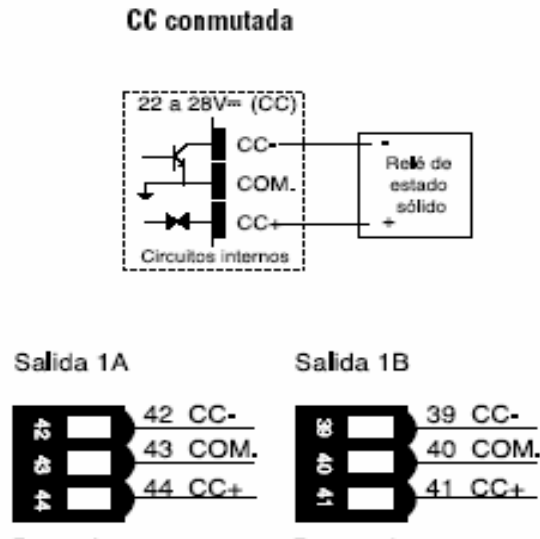 CC conmutada
22 a 28V⎓ (CC)
CC-
COM.
CC+
Circuitos internos
-
Relé de
estado
sólido
+
Salida 1A
42
43
44
42 CC-
43 COM.
44 CC+
Salida 1B
39
40
41
39 CC-
40 COM.
41 CC+